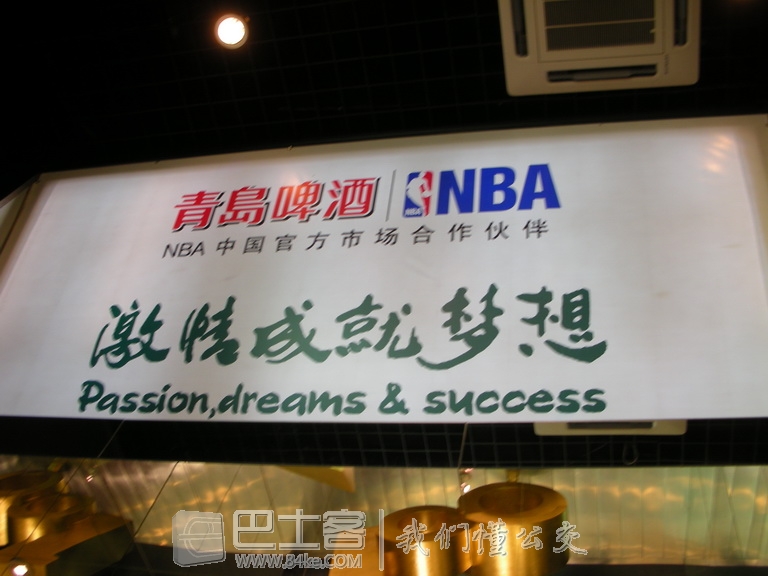 青島啤酒 NBA NBA
NBA 中国官方市场合作伙伴
激情成就梦想
Passion,dreams & success
巴士客 我们懂公交
www.84ke.com